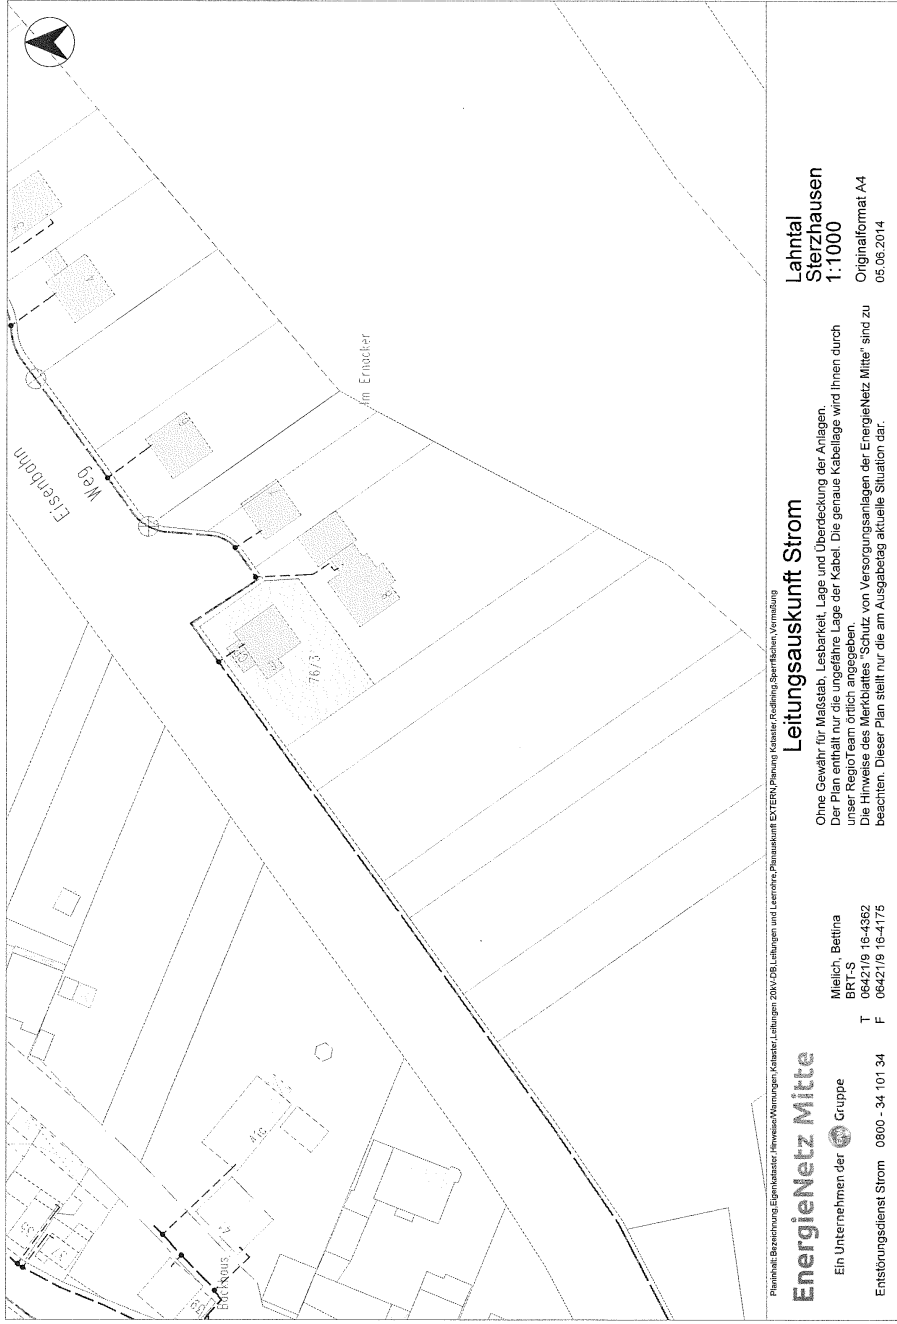 Eisenbahn
Weg
Im Ernacker
76/3
Backhaus
Planinhalt:Bezeichnung,Eigenkataster,Hinweise/Warnungen,Kataster,Leitungen 20kV-DB,Leitungen und Leerrohre,Planauskunft EXTERN,Planung Kataster,Redlining,Sperrflächen,Vermaßung
EnergieNetz Mitte
Ein Unternehmen der EAM Gruppe
Entstörungsdienst Strom 0800 - 34 101 34
Mielich, Bettina
BRT-S
T 06421/9 16-4362
F 06421/9 16-4175
Leitungsauskunft Strom
Ohne Gewähr für Maßstab, Lesbarkeit, Lage und Überdeckung der Anlagen.
Der Plan enthält nur die ungefähre Lage der Kabel. Die genaue Kabellage wird Ihnen durch
unser RegioTeam örtlich angegeben.
Die Hinweise des Merkblattes "Schutz von Versorgungsanlagen der EnergieNetz Mitte" sind zu
beachten. Dieser Plan stellt nur die am Ausgabetag aktuelle Situation dar.
Lahntal
Sterzhausen
1:1000
Originalformat A4
05.06.2014